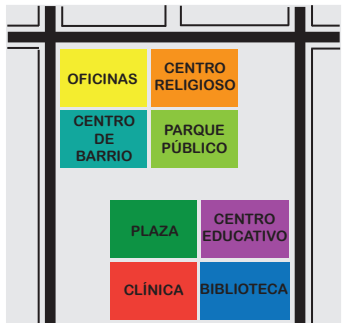 OFICINAS
CENTRO
RELIGIOSO
CENTRO
DE
BARRIO
PARQUE
PÚBLICO
PLAZA
CENTRO
EDUCATIVO
CLÍNICA
BIBLIOTECA